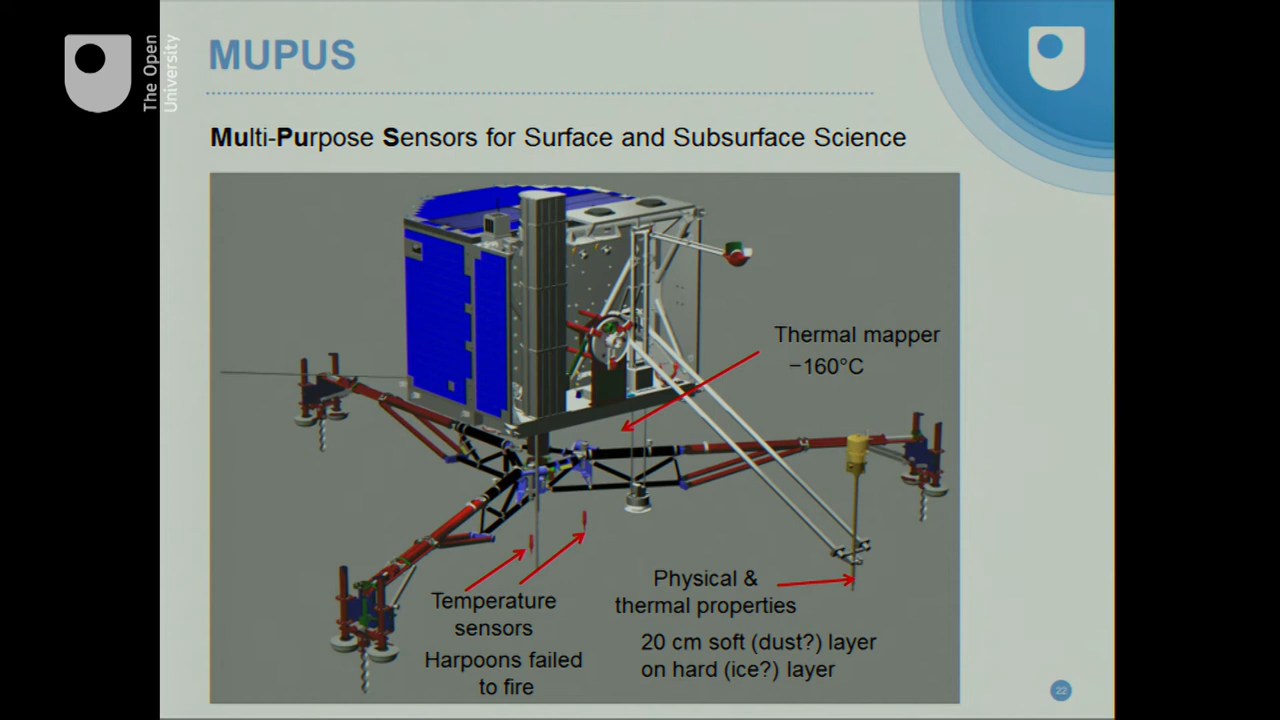 The Open
University
MUPUS
Multi-Purpose Sensors for Surface and Subsurface Science
Thermal mapper
−160°C
Physical &
thermal properties
20 cm soft (dust?) layer
on hard (ice?) layer
Temperature
sensors
Harpoons failed
to fire
22